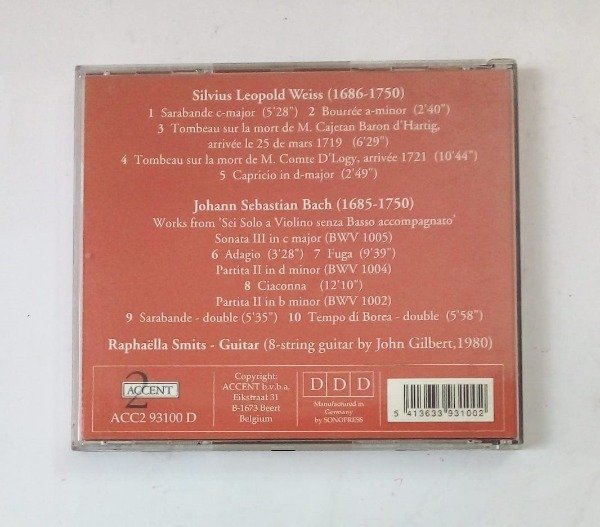 Silvius Leopold Weiss (1686-1750)
1 Sarabande c-major (5'28") 2 Bourrée a-minor (2'40")
3 Tombeau sur la mort de M. Cajetan Baron d'Hartig,
arrivée le 25 de mars 1719 (6'29")
4 Tombeau sur la mort de M. Comte D'Logy, arrivée 1721 (10'44")
5 Capricio in d-major (2'49")
Johann Sebastian Bach (1685-1750)
Works from 'Sei Solo a Violino senza Basso accompagnato'
Sonata III in c major (BWV 1005)
6 Adagio (3'28") 7 Fuga (9'39")
Partita II in d minor (BWV 1004)
8 Ciaconna (12'10")
Partita II in b minor (BWV 1002)
9 Sarabande - double (5'35") 10 Tempo di Borea - double (5'58")
Raphaëlla Smits - Guitar (8-string guitar by John Gilbert,1980)
2
ACCENT
ACC2 93100 D
Copyright:
ACCENT b.v.b.a.
Eikstraat 31
B-1673 Beert
Belgium
D D D
Manufactured in
Germany
by SONOPRESS
5 413633 931002